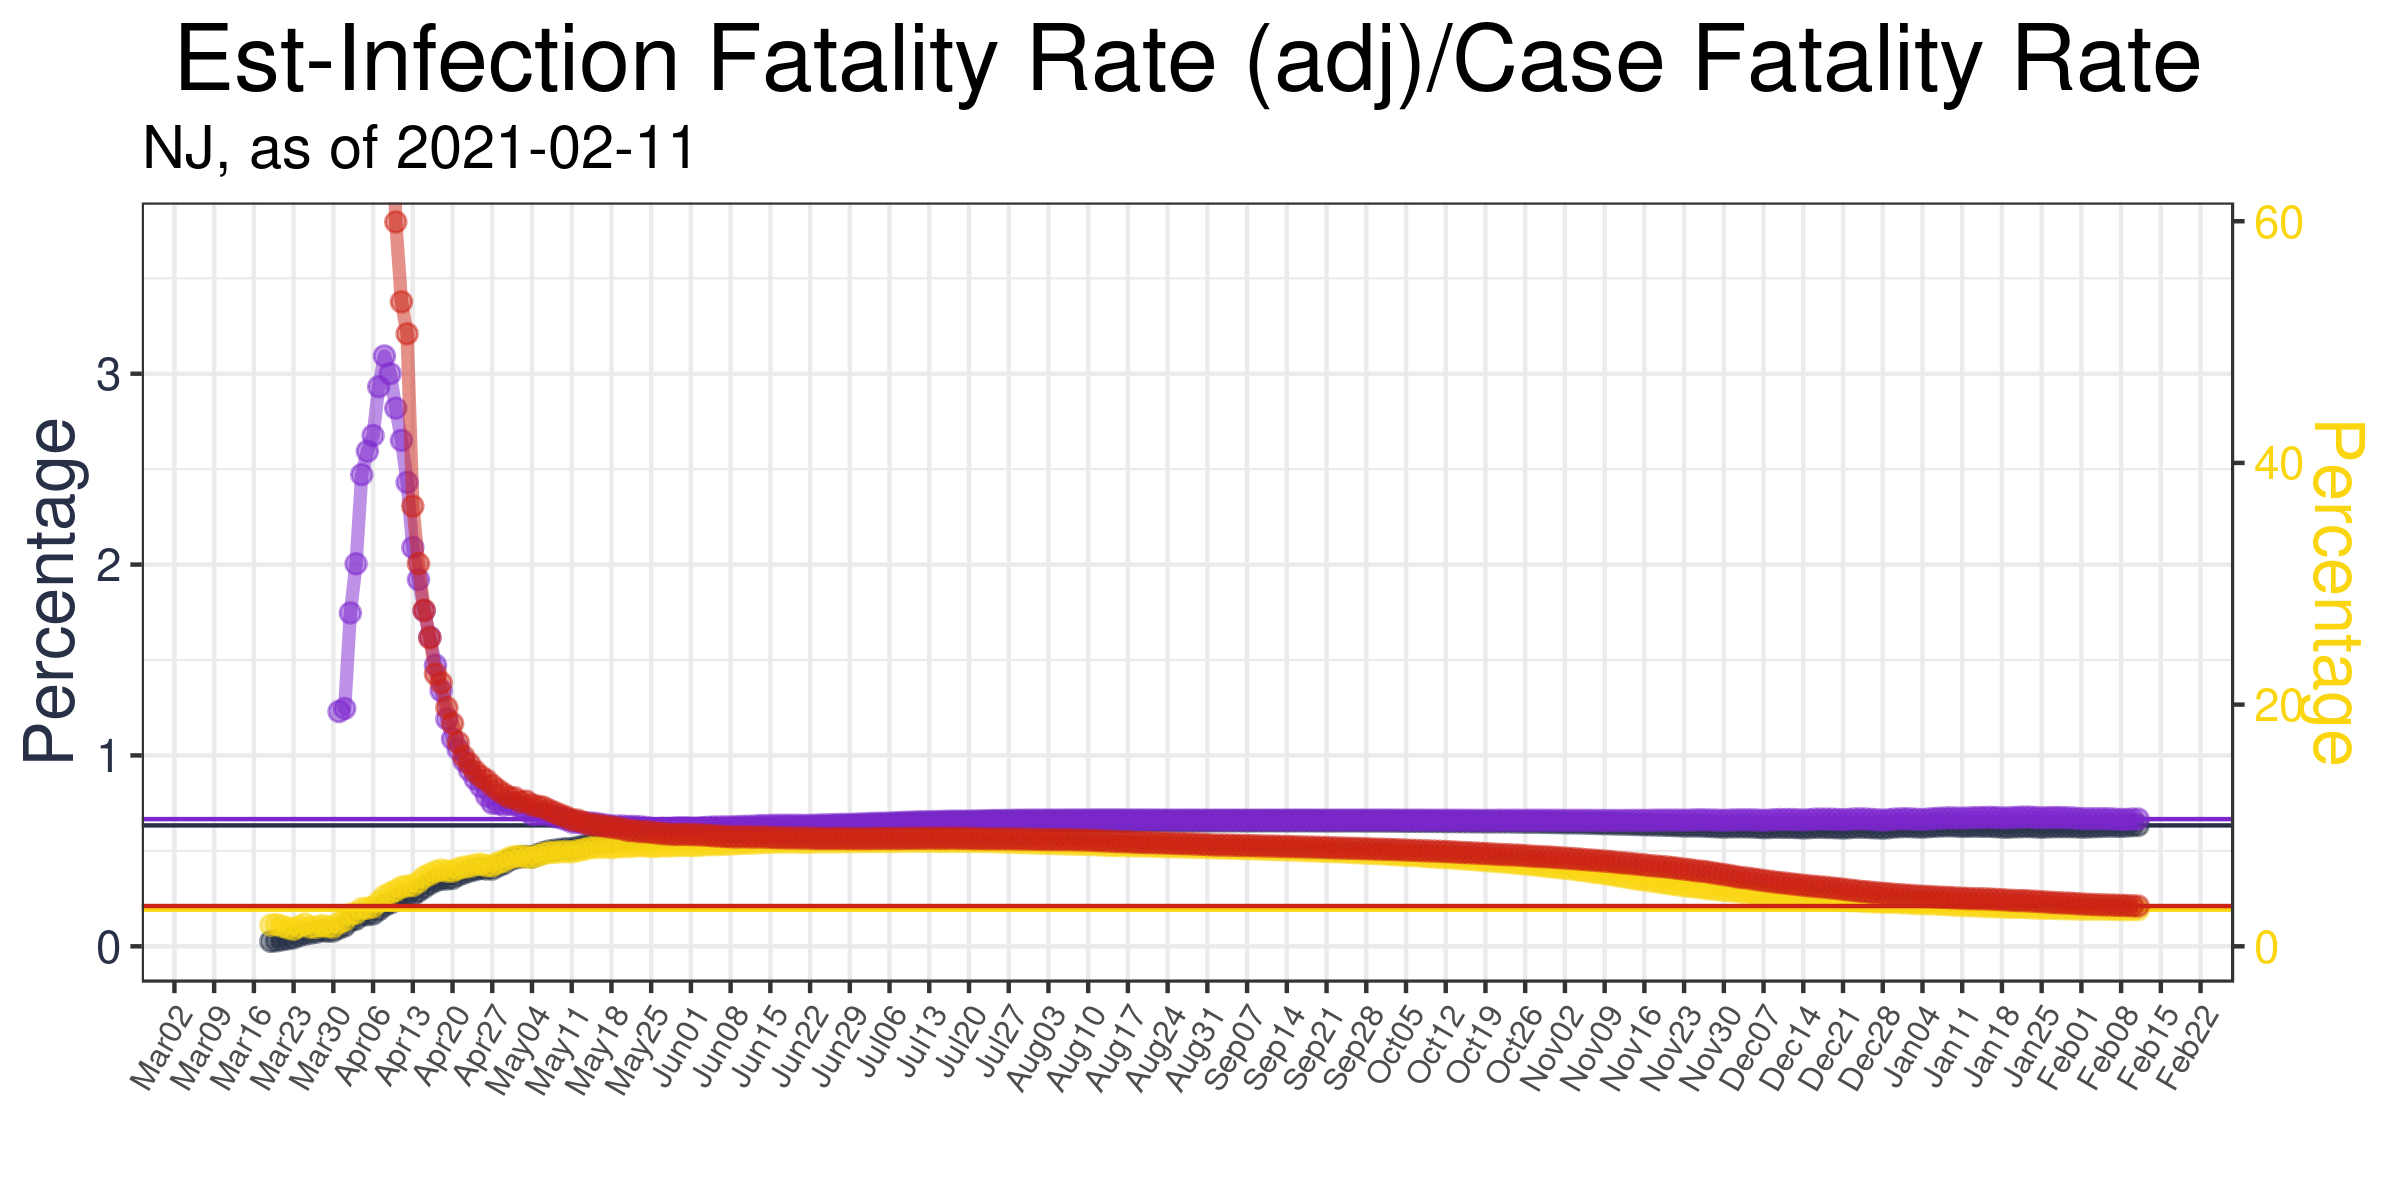 Est-Infection Fatality Rate (adj)/Case Fatality Rate
NJ, as of 2021-02-11
Percentage
3
2
1
0
60
40
20
0
Percentage
Mar02
Mar09
Mar16
Mar23
Mar30
Apr06
Apr13
Apr20
Apr27
May04
May11
May18
May25
Jun01
Jun08
Jun15
Jun22
Jun29
Jul06
Jul13
Jul20
Jul27
Aug03
Aug10
Aug17
Aug24
Aug31
Sep07
Sep14
Sep21
Sep28
Oct05
Oct12
Oct19
Oct26
Nov02
Nov09
Nov16
Nov23
Nov30
Dec07
Dec14
Dec21
Dec28
Jan04
Jan11
Jan18
Jan25
Feb01
Feb08
Feb15
Feb22